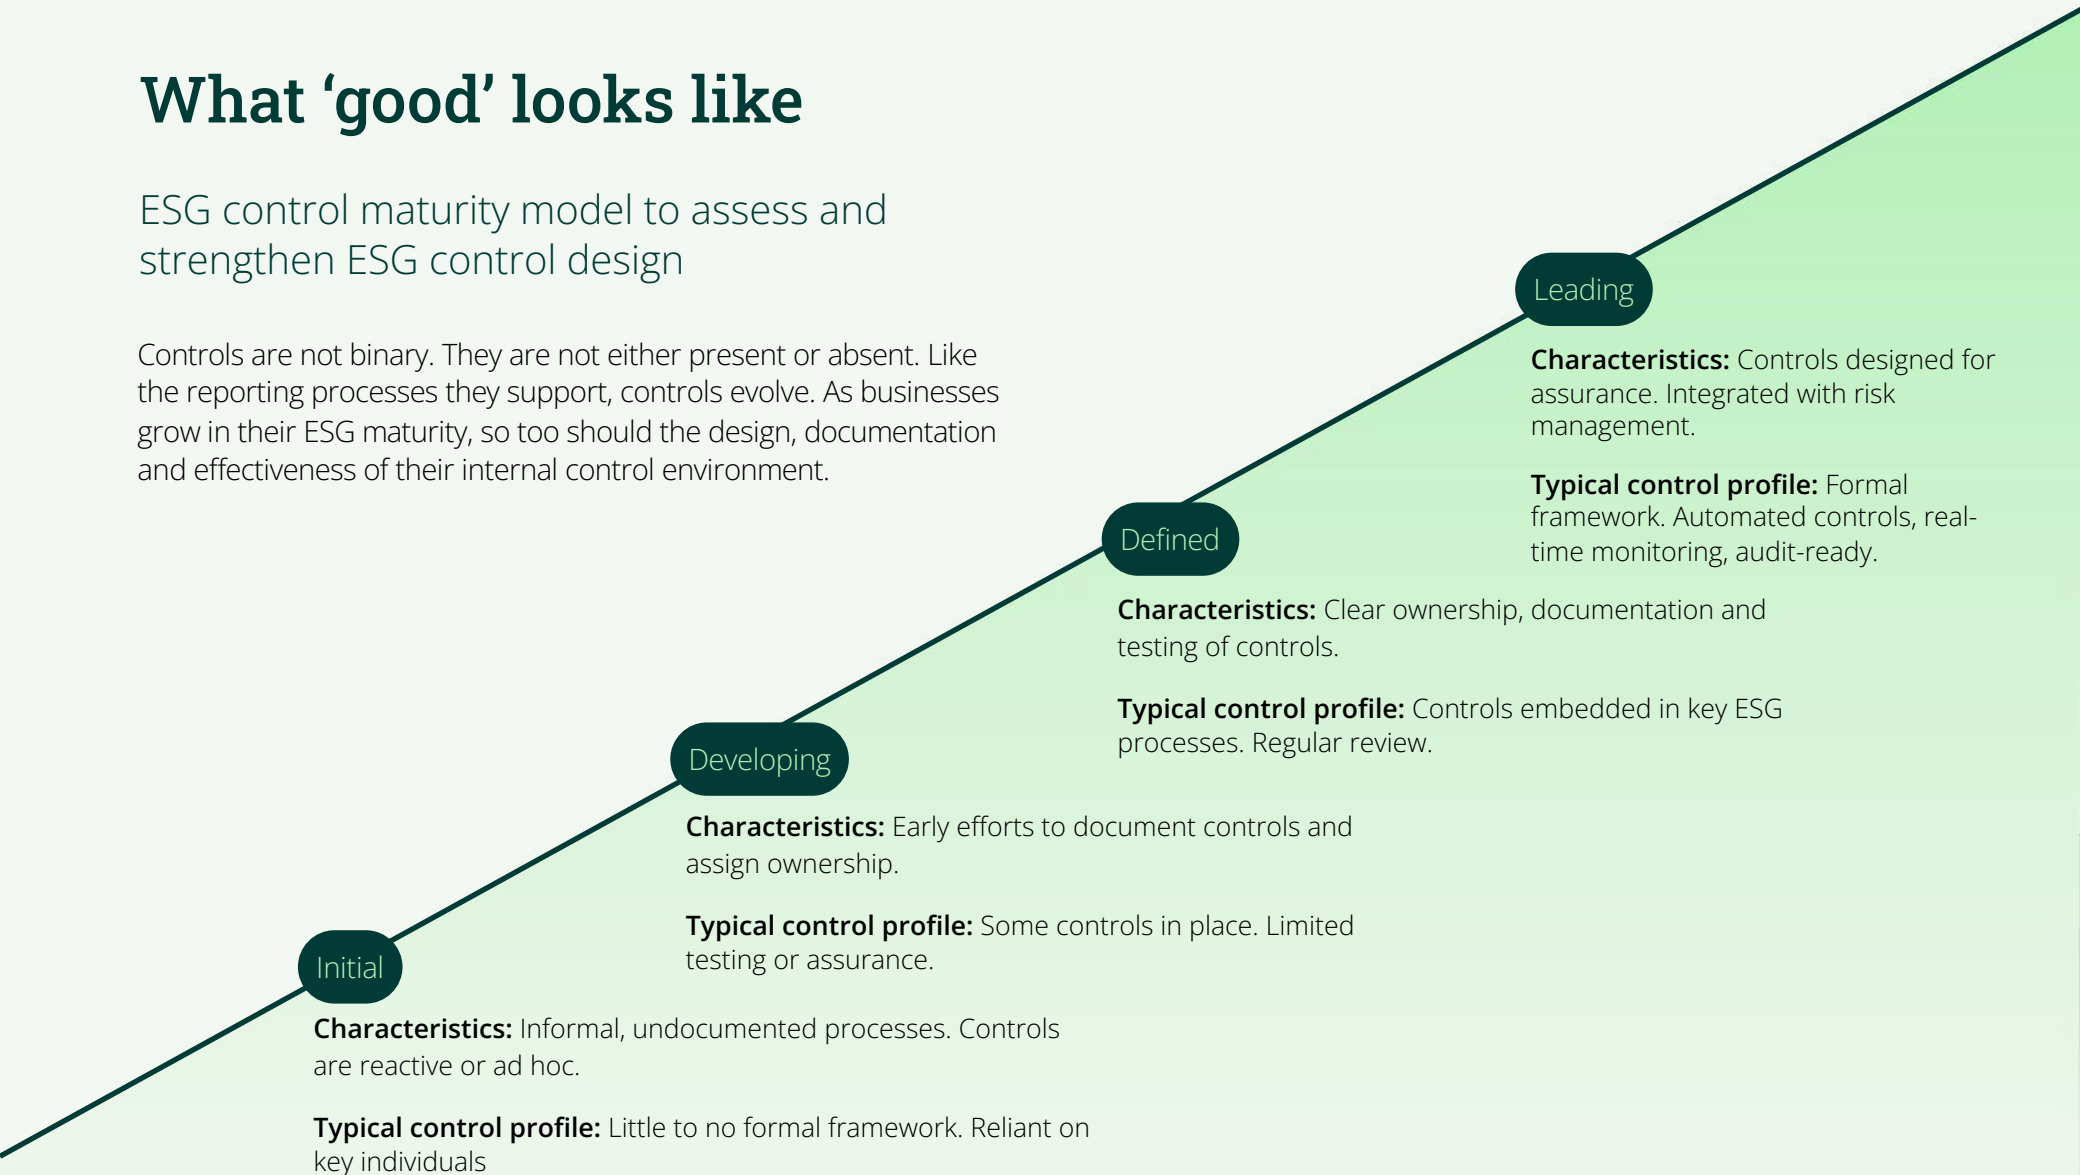 What ‘good’ looks like
ESG control maturity model to assess and
strengthen ESG control design
Controls are not binary. They are not either present or absent. Like
the reporting processes they support, controls evolve. As businesses
grow in their ESG maturity, so too should the design, documentation
and effectiveness of their internal control environment.
Leading
Characteristics: Controls designed for
assurance. Integrated with risk
management.
Typical control profile: Formal
framework. Automated controls, real-
time monitoring, audit-ready.
Defined
Characteristics: Clear ownership, documentation and
testing of controls.
Typical control profile: Controls embedded in key ESG
processes. Regular review.
Developing
Characteristics: Early efforts to document controls and
assign ownership.
Typical control profile: Some controls in place. Limited
testing or assurance.
Initial
Characteristics: Informal, undocumented processes. Controls
are reactive or ad hoc.
Typical control profile: Little to no formal framework. Reliant on
key individuals